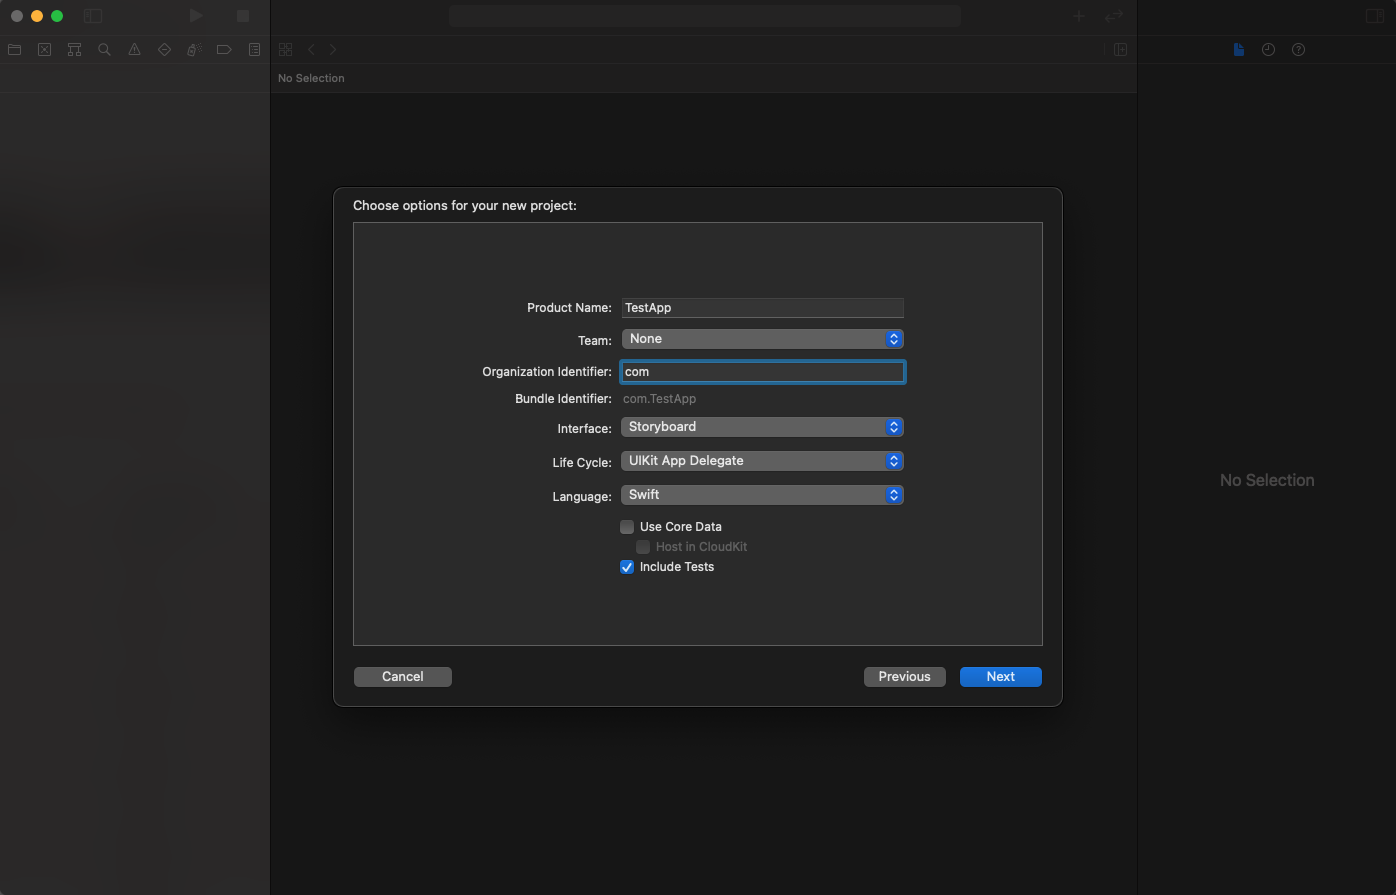 No Selection
Choose options for your new project:
Product Name: TestApp
Team: None
Organization Identifier: com
Bundle Identifier: com.TestApp
Interface: Storyboard
Life Cycle: UIKit App Delegate
Language: Swift
Use Core Data
Host in CloudKit
Include Tests
No Selection
Cancel Previous Next